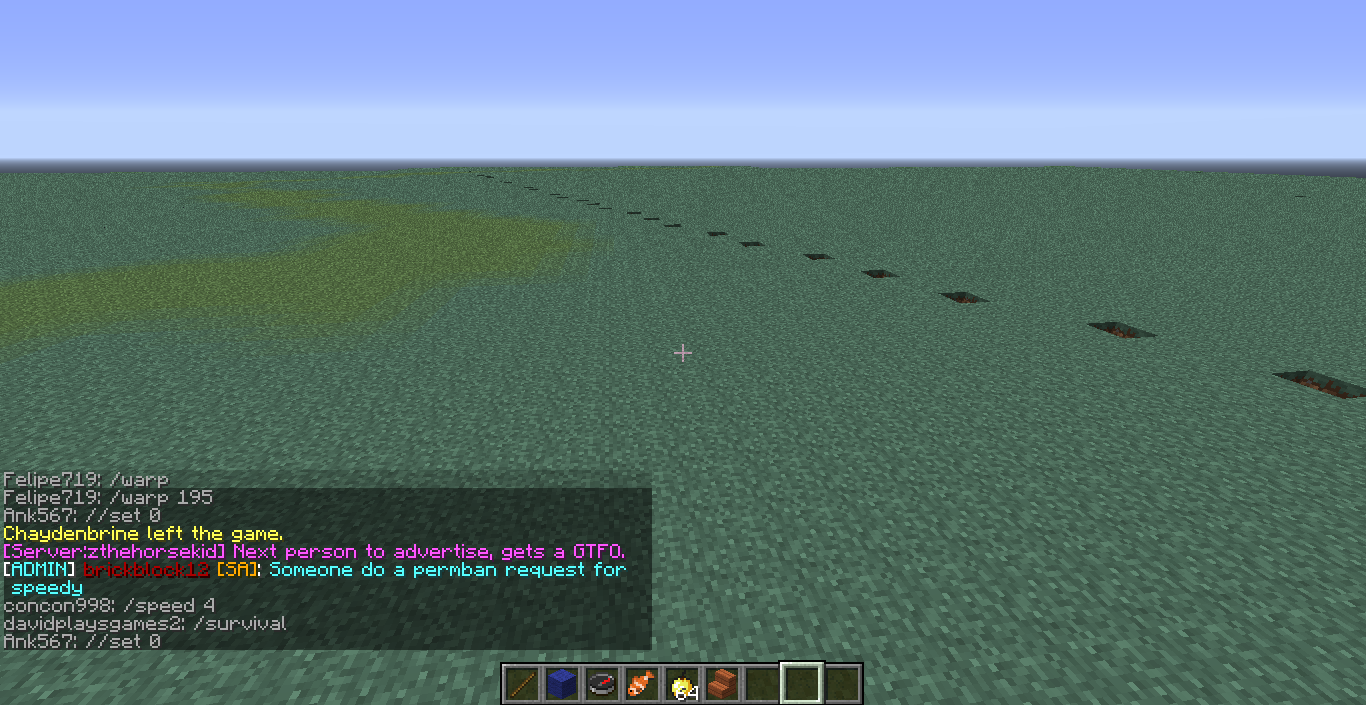 Felipe719: /warp
Felipe719: /warp 195
Ank567: //set 0
Chaydenbrine left the game.
[Server:zthehorsekid] Next person to advertise, gets a GTFO.
[ADMIN] brickblock12 [SA]: Someone do a permban request for
speedy
concon998: /speed 4
davidplaysgames2: /survival
Ank567: //set 0
64